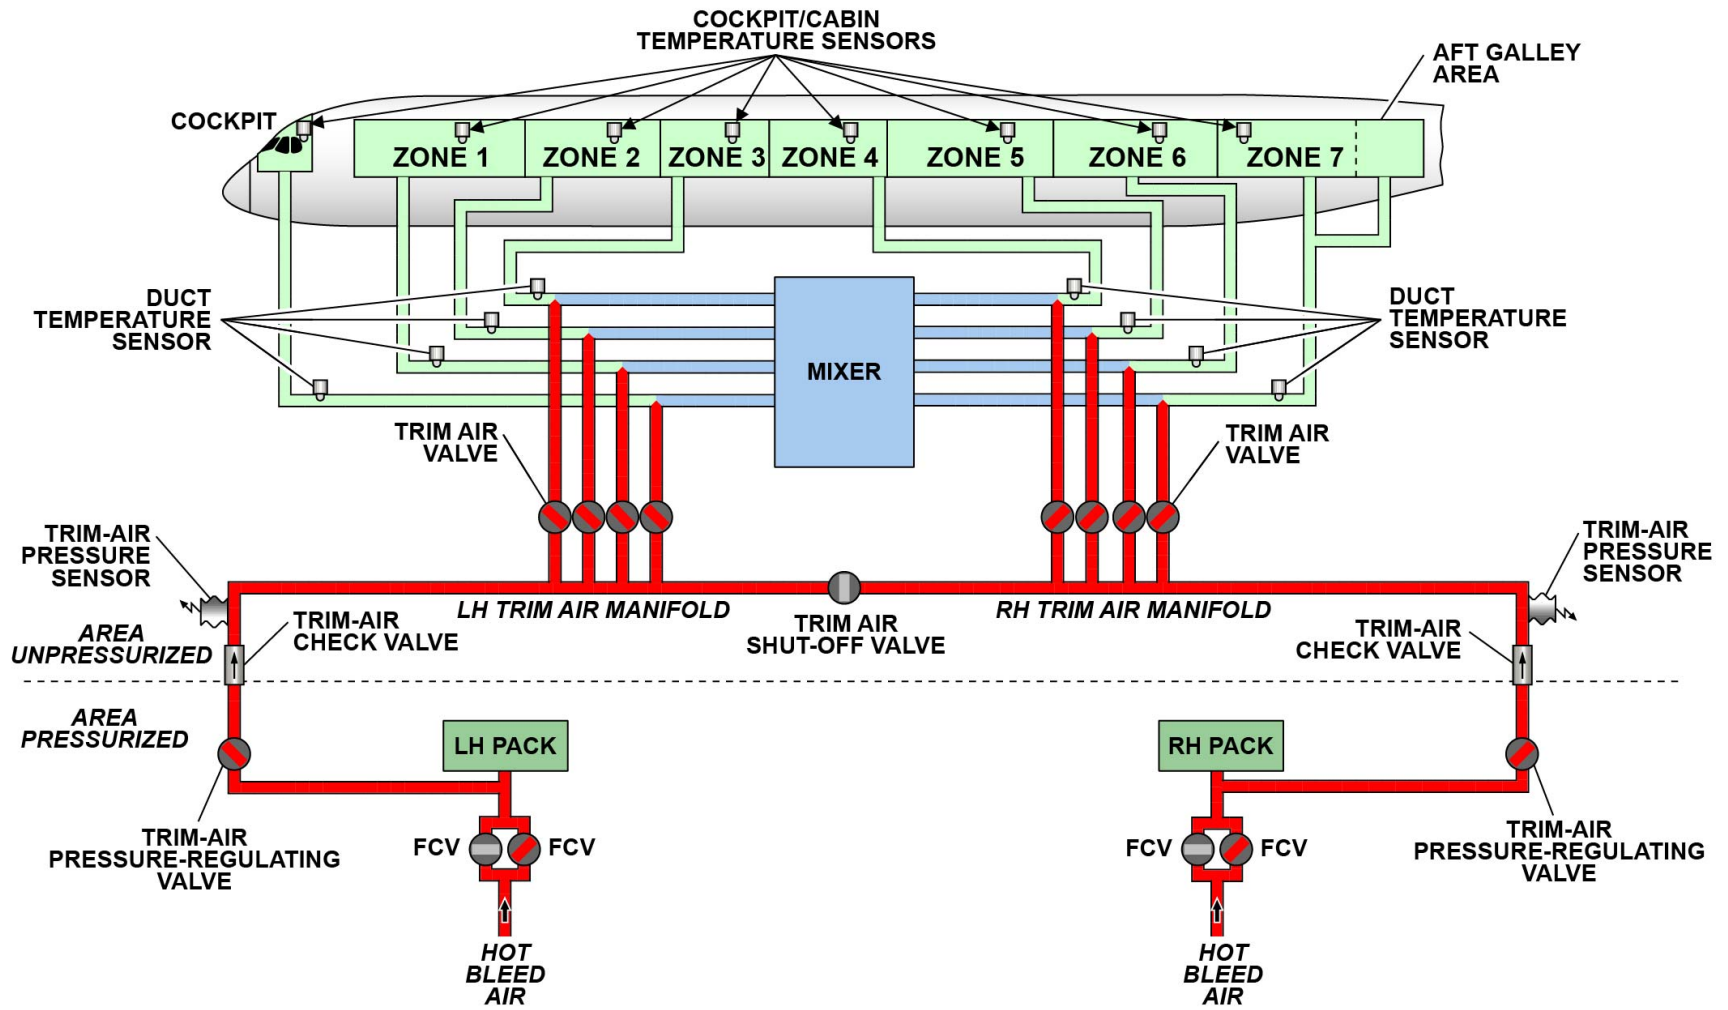 COCKPIT/CABIN
TEMPERATURE SENSORS
AFT GALLEY
AREA
COCKPIT
ZONE 1
ZONE 2
ZONE 3
ZONE 4
ZONE 5
ZONE 6
ZONE 7
DUCT
TEMPERATURE
SENSOR
DUCT
TEMPERATURE
SENSOR
MIXER
TRIM AIR
VALVE
TRIM AIR
VALVE
TRIM-AIR
PRESSURE
SENSOR
TRIM-AIR
PRESSURE
SENSOR
LH TRIM AIR MANIFOLD
RH TRIM AIR MANIFOLD
TRIM AIR
SHUT-OFF VALVE
TRIM-AIR
CHECK VALVE
TRIM-AIR
CHECK VALVE
AREA
UNPRESSURIZED
AREA
PRESSURIZED
LH PACK
RH PACK
TRIM-AIR
PRESSURE-REGULATING
VALVE
FCV
FCV
FCV
FCV
TRIM-AIR
PRESSURE-REGULATING
VALVE
HOT
BLEED
AIR
HOT
BLEED
AIR